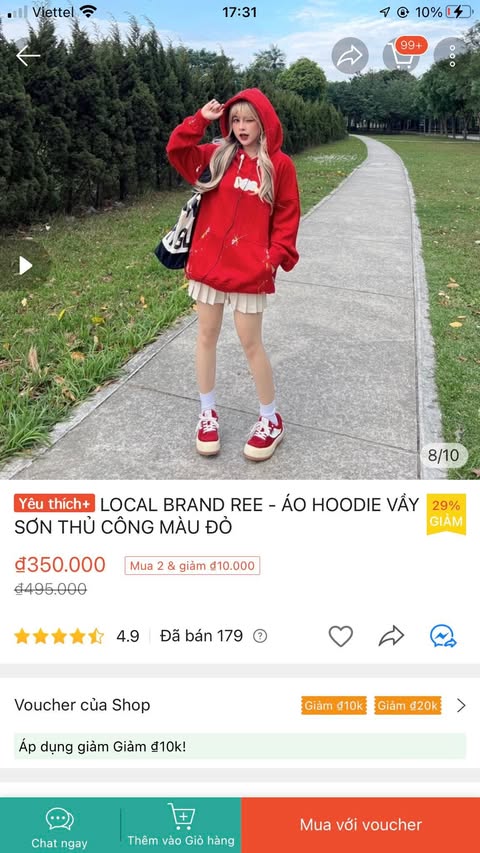 Viettel 17:31 10%
99+
8/10
Yêu thích+ LOCAL BRAND REE - ÁO HOODIE VẨY
SƠN THỦ CÔNG MÀU ĐỎ
29%
GIẢM
₫350.000 Mua 2 & giảm ₫10.000
₫495.000
4.9 Đã bán 179
Voucher của Shop Giảm ₫10k Giảm ₫20k
Áp dụng giảm Giảm ₫10k!
Chat ngay
Thêm vào Giỏ hàng
Mua với voucher